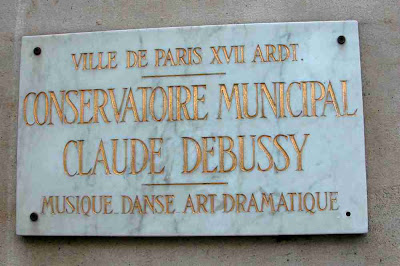 VILLE DE PARIS XVII ARDT.
CONSERVATOIRE MUNICIPAL
CLAUDE DEBUSSY
MUSIQUE DANSE ART DRAMATIQUE